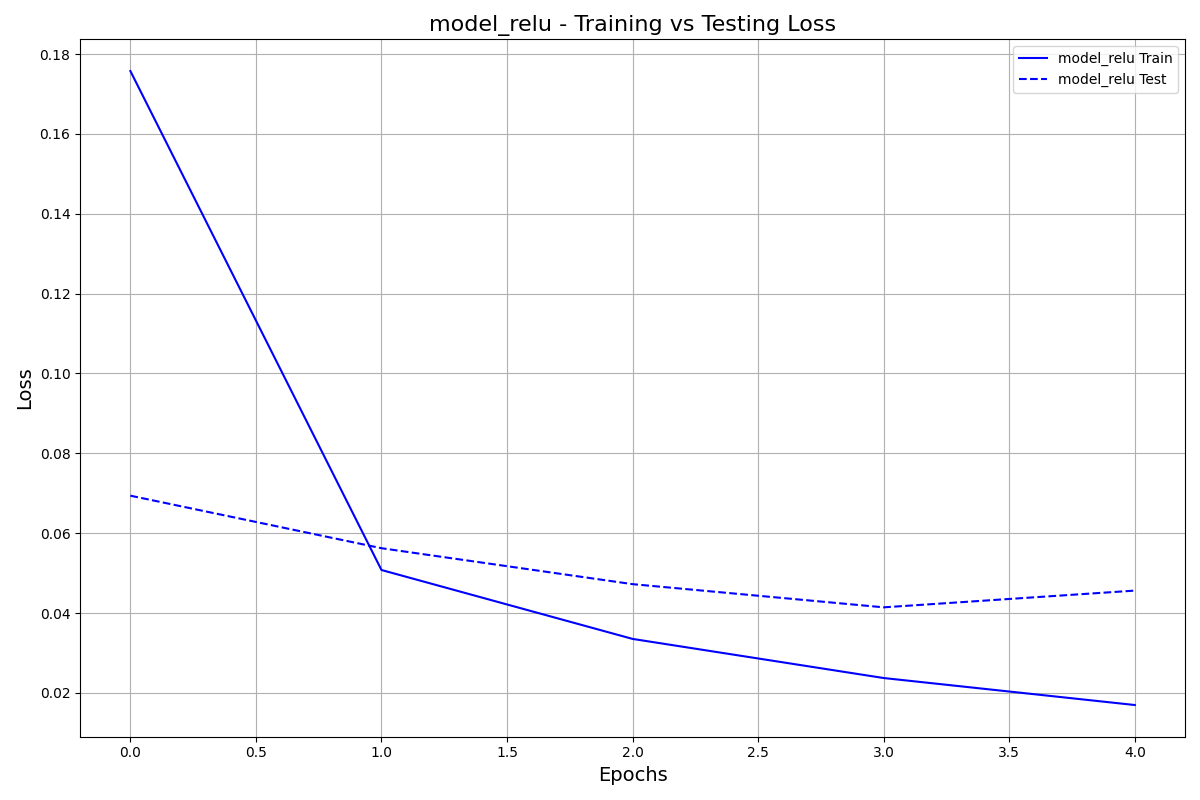 model_relu - Training vs Testing Loss
model_relu Train
model_relu Test
Loss
0.18
0.16
0.14
0.12
0.10
0.08
0.06
0.04
0.02
0.0 0.5 1.0 1.5 2.0 2.5 3.0 3.5 4.0
Epochs